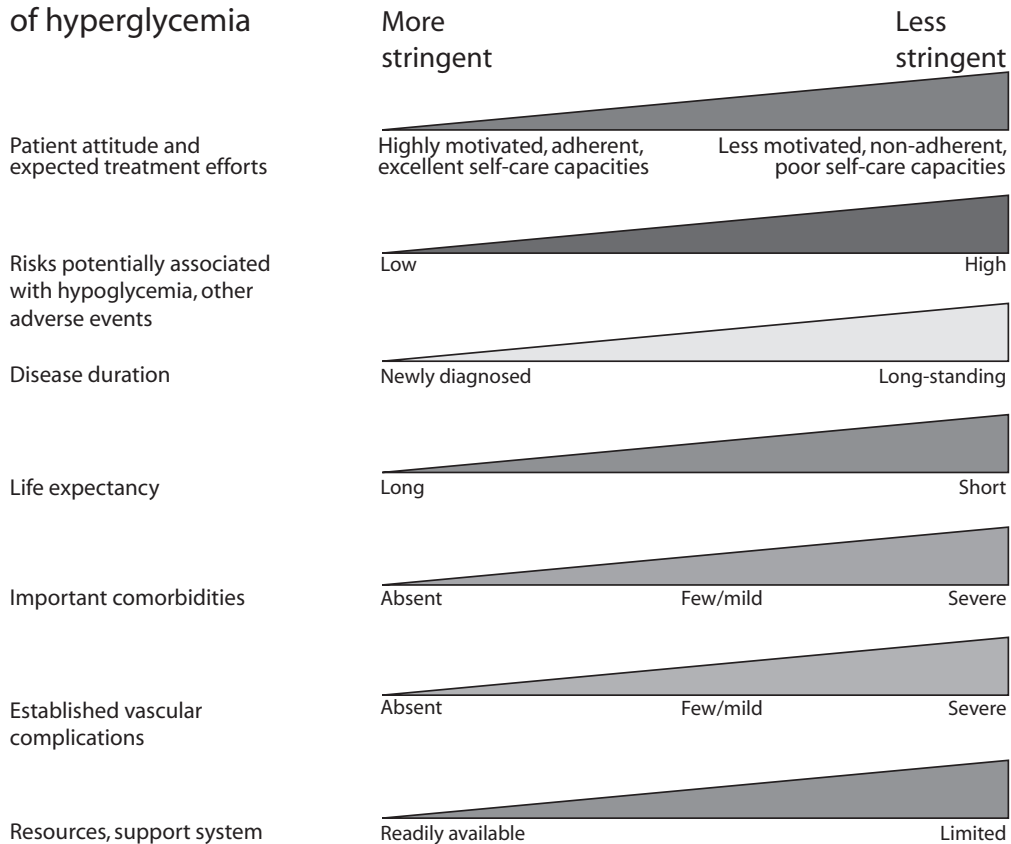 of hyperglycemia
More
stringent
Less
stringent
Patient attitude and
expected treatment efforts
Highly motivated, adherent,
excellent self-care capacities
Less motivated, non-adherent,
poor self-care capacities
Risks potentially associated
with hypoglycemia, other
adverse events
Low
High
Disease duration
Newly diagnosed
Long-standing
Life expectancy
Long
Short
Important comorbidities
Absent
Few/mild
Severe
Established vascular
complications
Absent
Few/mild
Severe
Resources, support system
Readily available
Limited